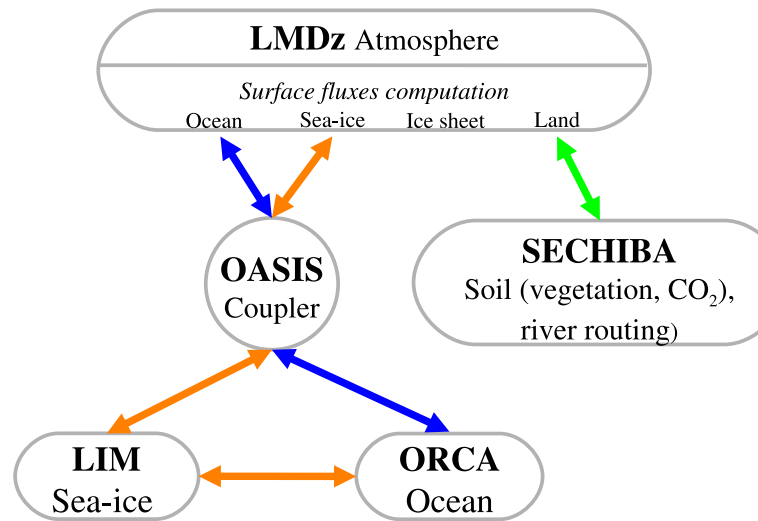 LMDz Atmosphere
Surface fluxes computation
Ocean Sea-ice Ice sheet Land
OASIS
Coupler
SECHIBA
Soil (vegetation, CO₂),
river routing)
LIM
Sea-ice
ORCA
Ocean